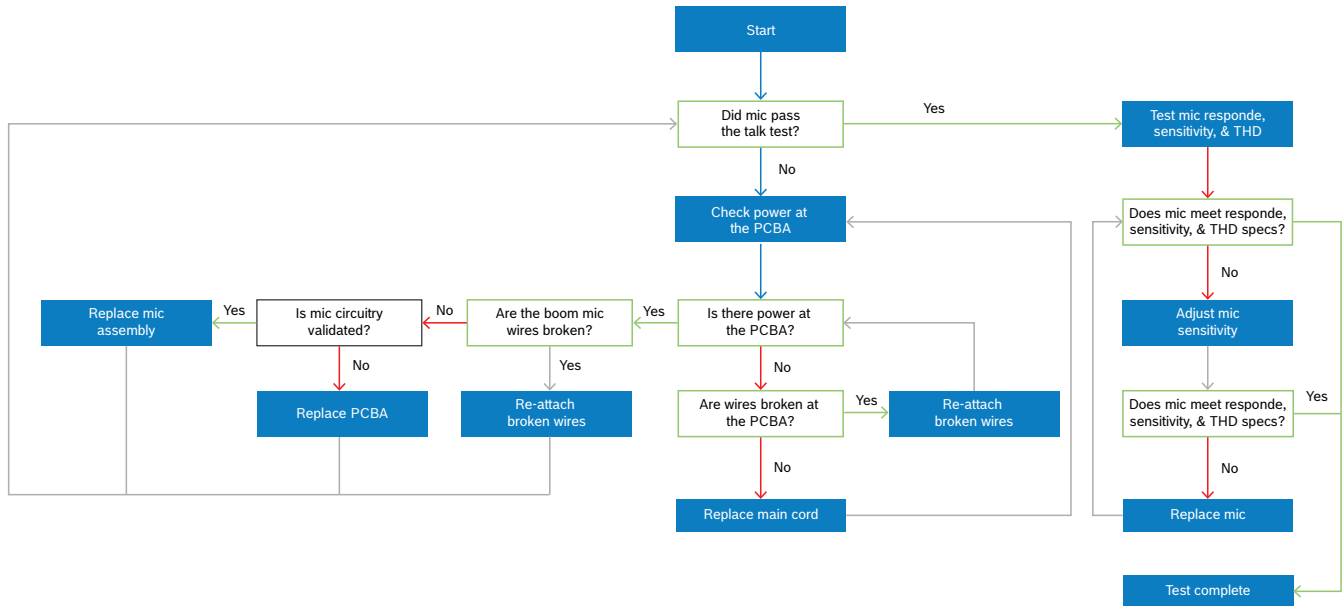 Start
Did mic pass
the talk test?
Yes
Test mic responde,
sensitivity, & THD
No
Check power at
the PCBA
Does mic meet responde,
sensitivity, & THD specs?
No
Replace mic
assembly
Yes
Is mic circuitry
validated?
No
Are the boom mic
wires broken?
Yes
Is there power at
the PCBA?
Adjust mic
sensitivity
No
Yes
No
Replace PCBA
Re-attach
broken wires
Are wires broken at
the PCBA?
Yes
Re-attach
broken wires
Does mic meet responde,
sensitivity, & THD specs?
Yes
No
No
Replace main cord
Replace mic
Test complete